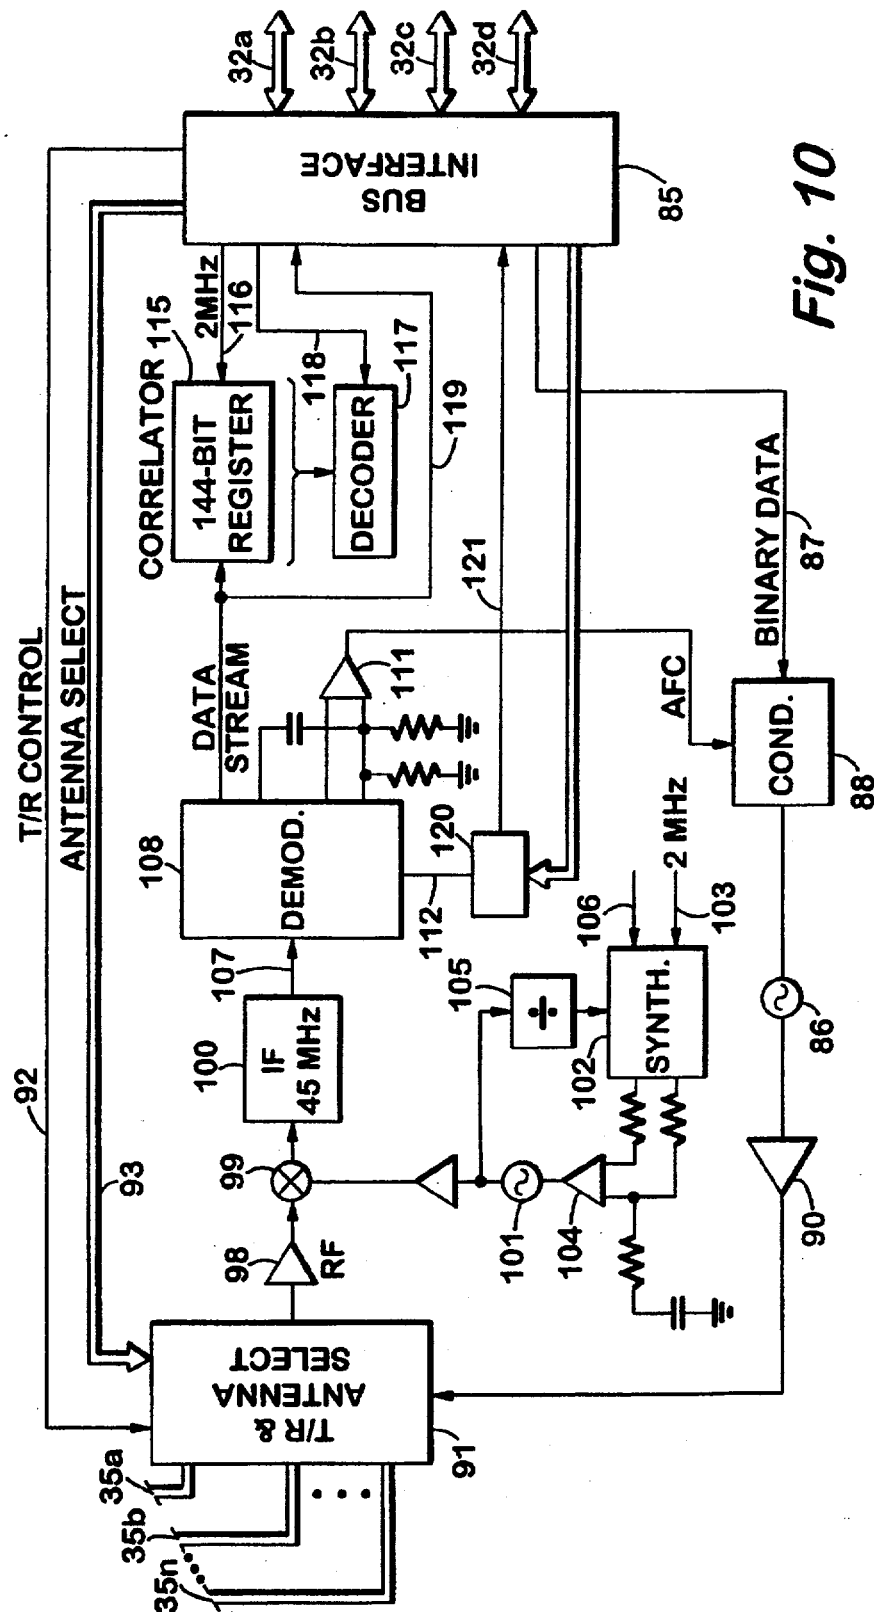 T/R CONTROL
92
ANTENNA SELECT
93
35a
35b
35n
T/R &
ANTENNA
SELECT
91
98
RF
99
100
IF
45 MHz
107
108
DEMOD.
DATA
STREAM
CORRELATOR
115
144-BIT
REGISTER
2MHz
116
118
DECODER
117
119
BUS
INTERFACE
85
32a
32b
32c
32d
111
112
120
121
101
104
105
÷
102
SYNTH.
106
103
2 MHz
AFC
BINARY DATA
87
COND.
88
86
90
Fig. 10